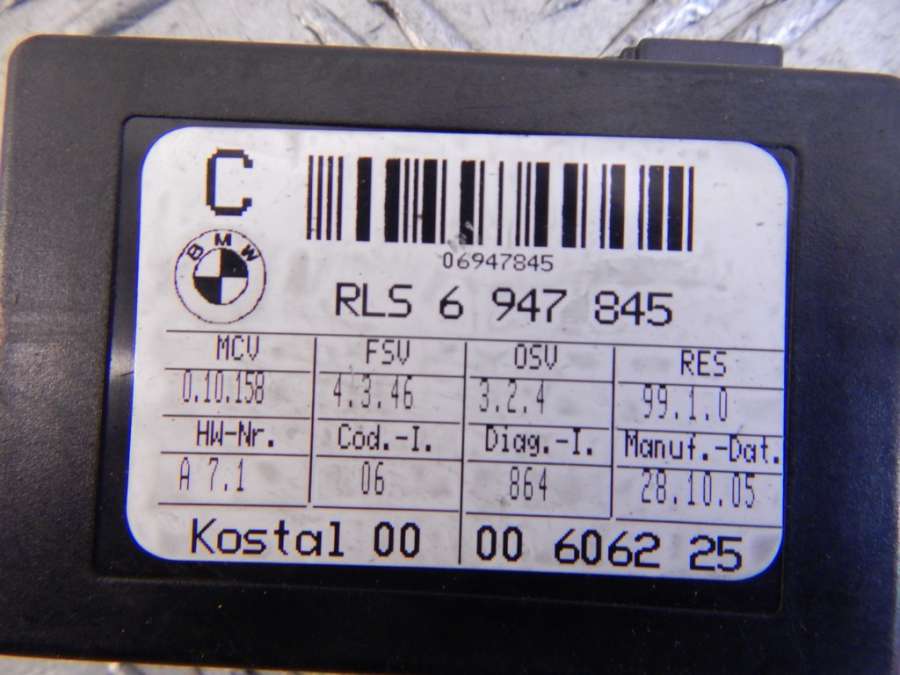 C
BMW
06947845
RLS 6 947 845
MCV FSV OSV RES
0.10.158 4.3.46 3.2.4 99.1.0
HW-Nr. Cod.-I. Diag.-I. Manuf.-Dat.
A 7.1 06 864 28.10.05
Kostal 00 00 6062 25